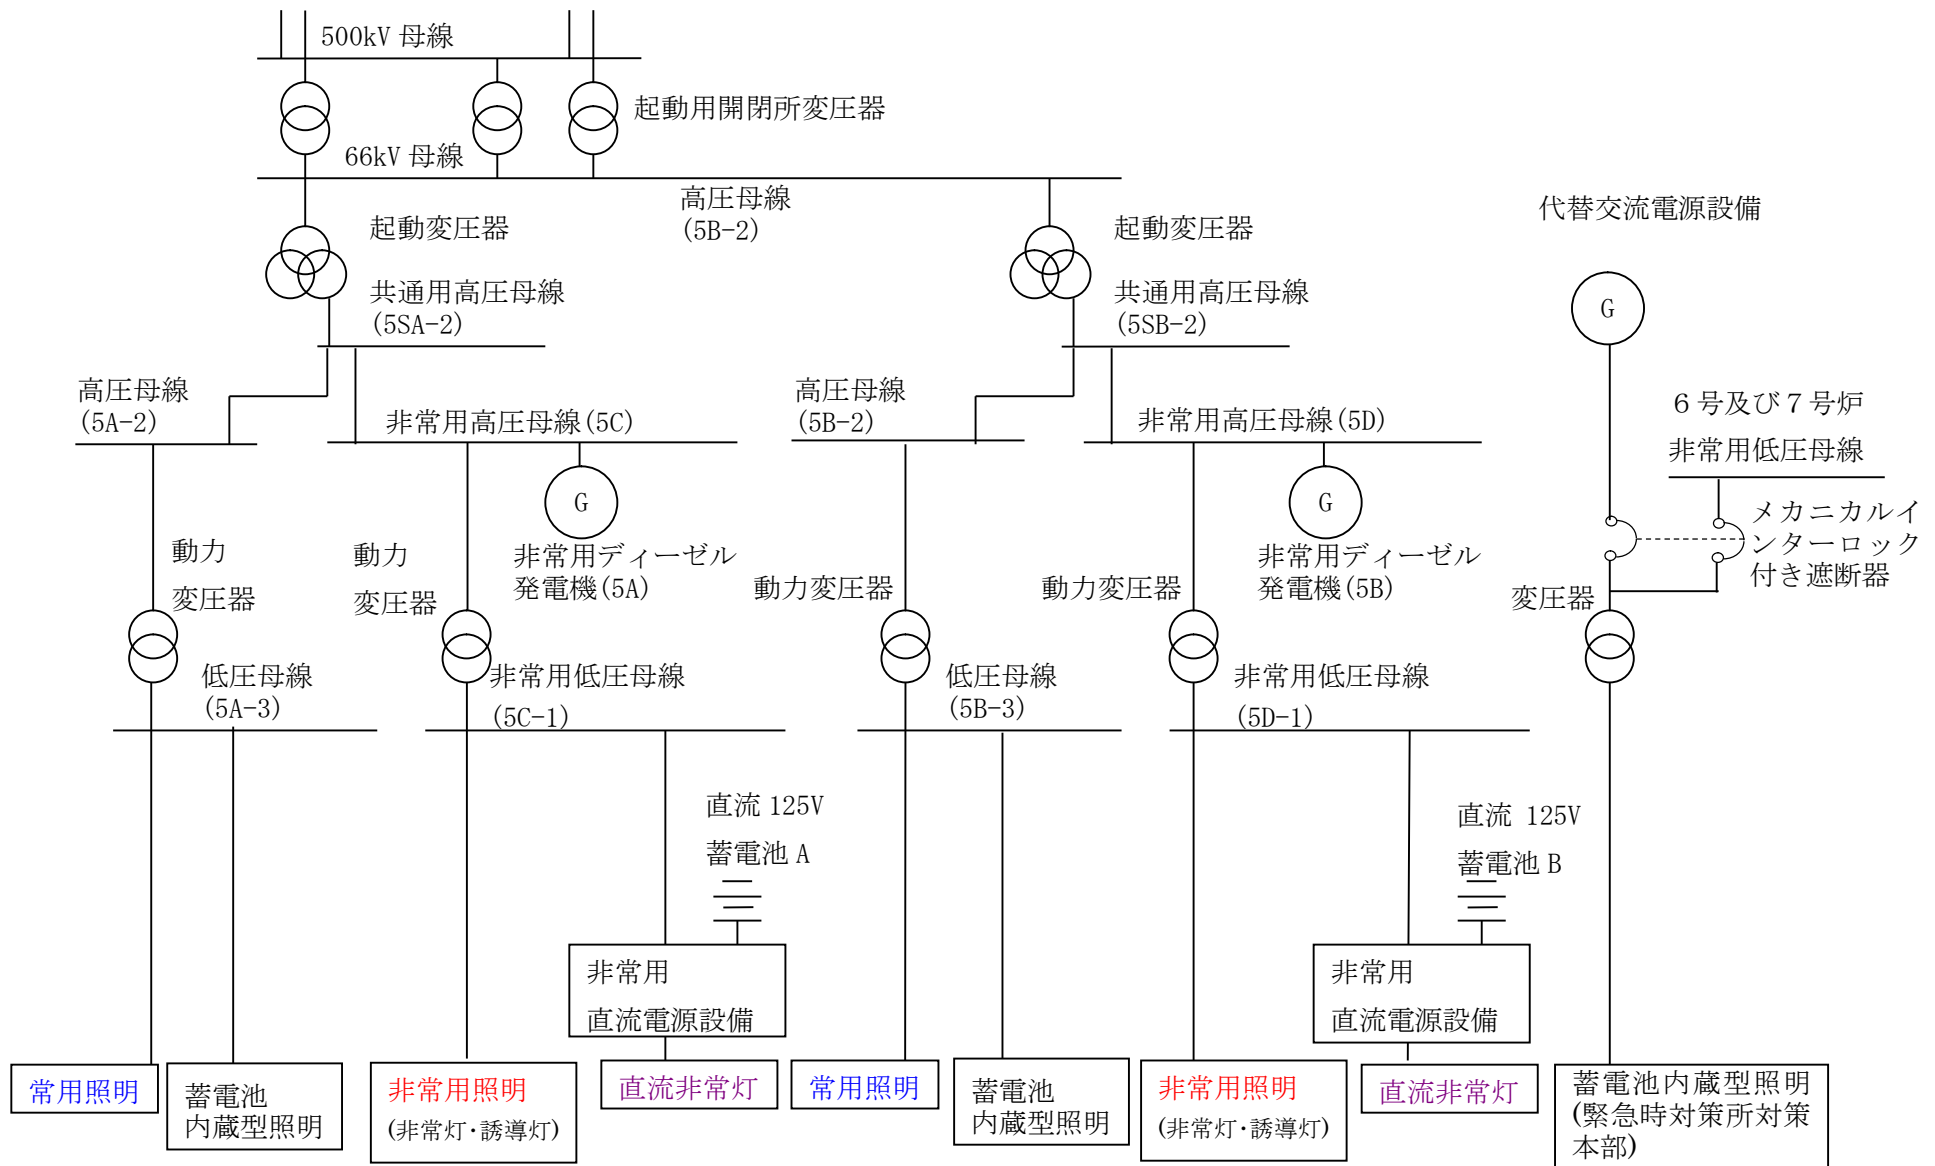 500kV 母線
起動用開閉所変圧器
66kV 母線
高圧母線
(5B-2)
代替交流電源設備
起動変圧器
起動変圧器
共通用高圧母線
(5SA-2)
共通用高圧母線
(5SB-2)
G
高圧母線
(5A-2)
非常用高圧母線(5C)
高圧母線
(5B-2)
非常用高圧母線(5D)
６号及び７号炉
非常用低圧母線
G
G
メカニカルイ
ンターロック
付き遮断器
動力
変圧器
動力
変圧器
非常用ディーゼル
発電機(5A)
動力変圧器
動力変圧器
非常用ディーゼル
発電機(5B)
変圧器
低圧母線
(5A-3)
非常用低圧母線
(5C-1)
低圧母線
(5B-3)
非常用低圧母線
(5D-1)
直流 125V
蓄電池 A
直流 125V
蓄電池 B
非常用
直流電源設備
非常用
直流電源設備
常用照明
蓄電池
内蔵型照明
非常用照明
(非常灯・誘導灯)
直流非常灯
常用照明
蓄電池
内蔵型照明
非常用照明
(非常灯・誘導灯)
直流非常灯
蓄電池内蔵型照明
(緊急時対策所対策
本部)